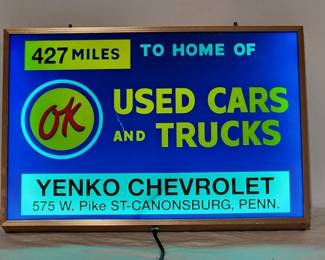 427 MILES TO HOME OF
OK
USED CARS
AND TRUCKS
YENKO CHEVROLET
575 W. Pike ST-CANONSBURG, PENN.